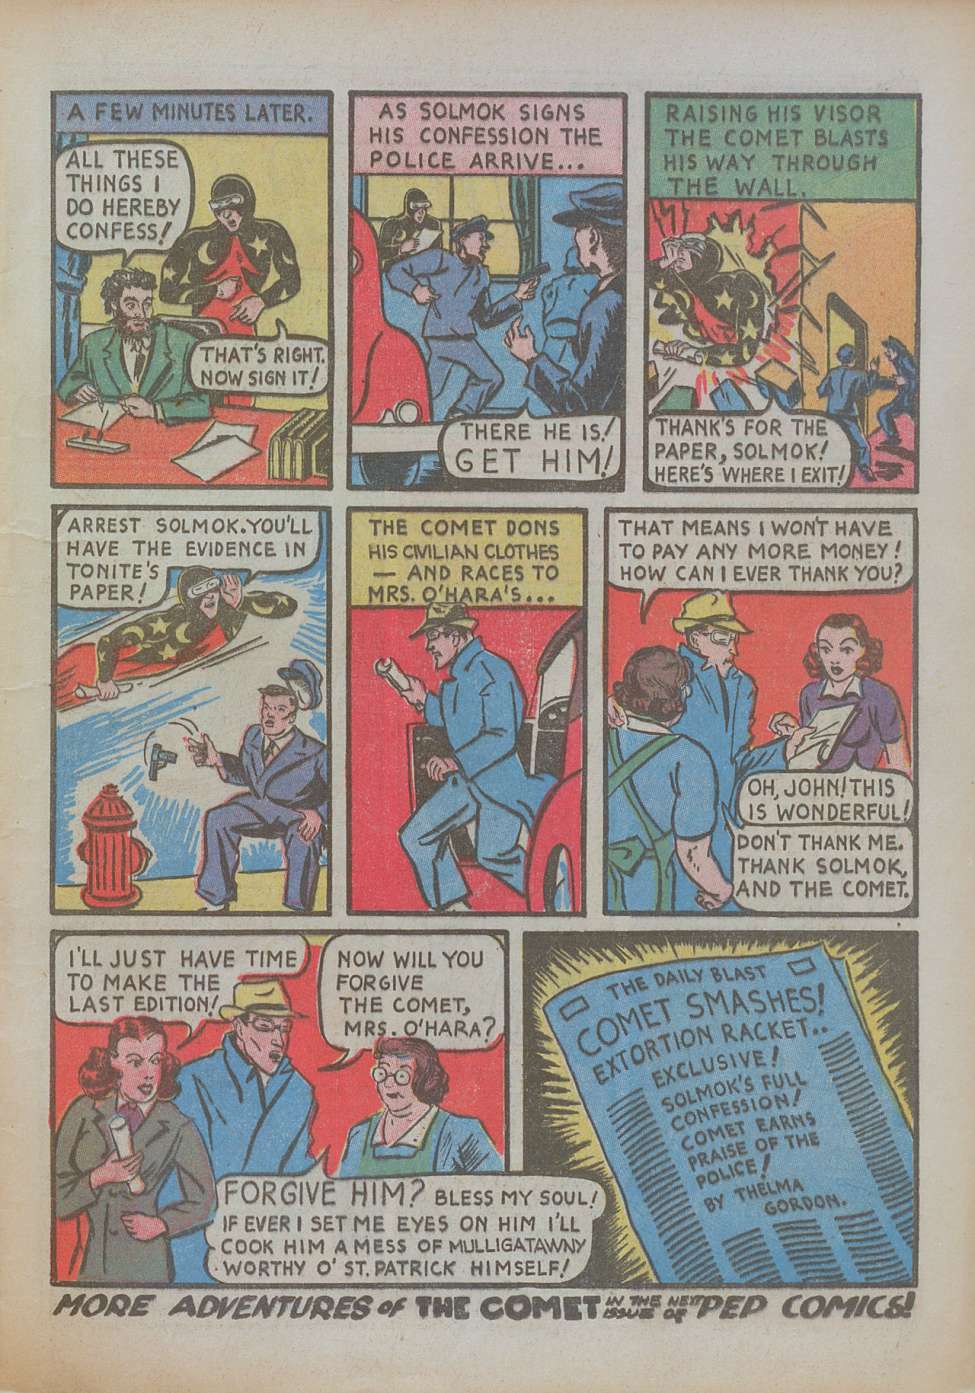 A FEW MINUTES LATER.
ALL THESE
THINGS I
DO HEREBY
CONFESS!
THAT'S RIGHT.
NOW SIGN IT!
AS SOLMOK SIGNS
HIS CONFESSION THE
POLICE ARRIVE...
THERE HE IS!
GET HIM!
RAISING HIS VISOR
THE COMET BLASTS
HIS WAY THROUGH
THE WALL.
THANK'S FOR THE
PAPER, SOLMOK!
HERE'S WHERE I EXIT!
ARREST SOLMOK. YOU'LL
HAVE THE EVIDENCE IN
TONITE'S
PAPER!
THE COMET DONS
HIS CIVILIAN CLOTHES
— AND RACES TO
MRS. O'HARA'S...
THAT MEANS I WON'T HAVE
TO PAY ANY MORE MONEY!
HOW CAN I EVER THANK YOU?
OH, JOHN! THIS
IS WONDERFUL!
DON'T THANK ME.
THANK SOLMOK,
AND THE COMET.
I'LL JUST HAVE TIME
TO MAKE THE
LAST EDITION!
NOW WILL YOU
FORGIVE
THE COMET,
MRS. O'HARA?
FORGIVE HIM? BLESS MY SOUL!
IF EVER I SET ME EYES ON HIM I'LL
COOK HIM A MESS OF MULLIGATAWNY
WORTHY O' ST. PATRICK HIMSELF!
THE DAILY BLAST
COMET SMASHES!
EXTORTION RACKET..
EXCLUSIVE!
SOLMOK'S FULL
CONFESSION!
COMET EARNS
PRAISE OF THE
POLICE!
BY THELMA
GORDON.
MORE ADVENTURES OF THE COMET IN THE NEXT ISSUE OF PEP COMICS!